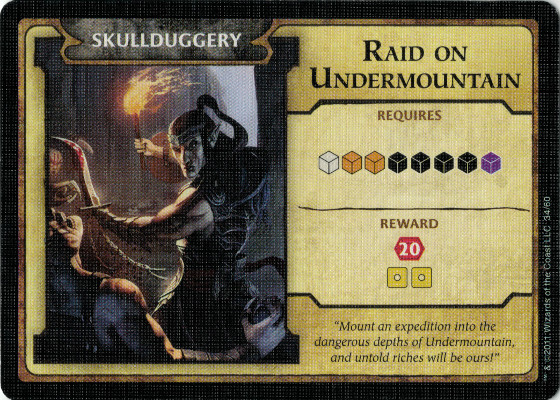 SKULLDUGGERY
RAID ON
UNDERMOUNTAIN
REQUIRES
REWARD
20
"Mount an expedition into the
dangerous depths of Undermountain,
and untold riches will be ours!"
™ & ©2011 Wizards of the Coast LLC 34/60